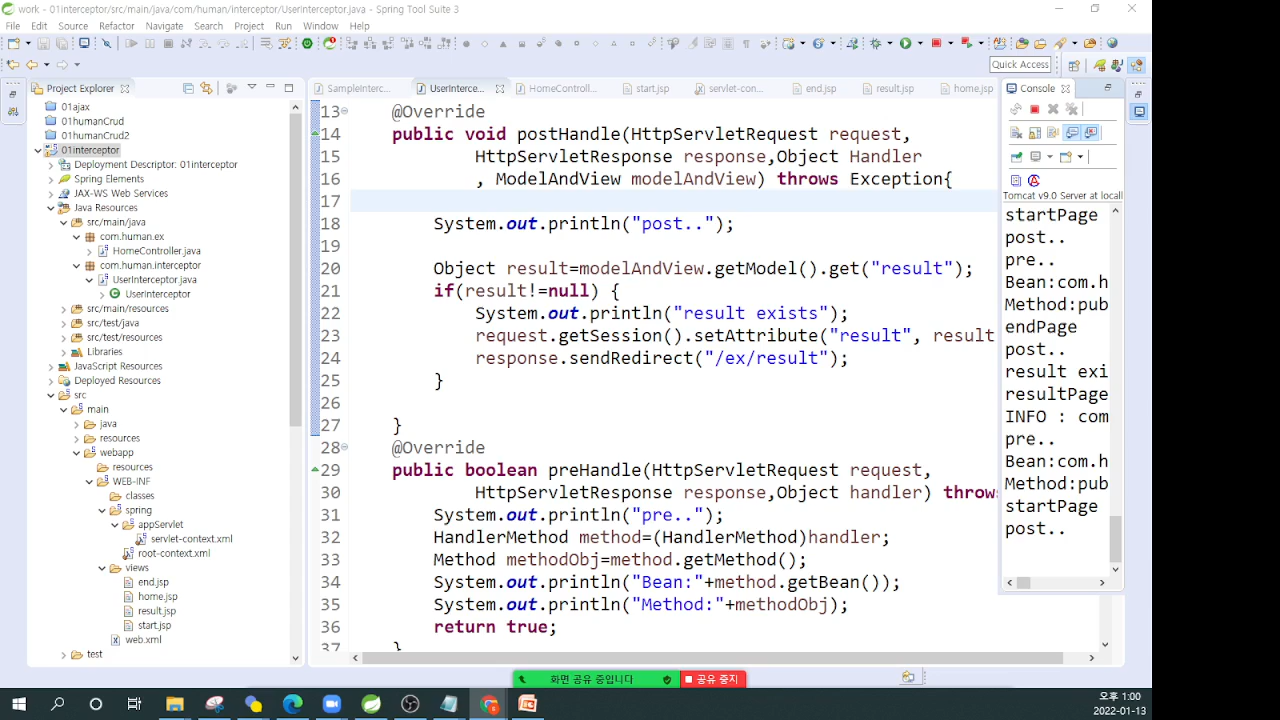 work - 01interceptor/src/main/java/com/human/interceptor/UserInterceptor.java - Spring Tool Suite 3
File Edit Source Refactor Navigate Search Project Run Window Help
Quick Access
Project Explorer
SampleInterc...
UserInterce...
HomeControll...
start.jsp
servlet-con...
end.jsp
result.jsp
home.jsp
Console
01ajax
01humanCrud
01humanCrud2
01interceptor
Deployment Descriptor: 01interceptor
Spring Elements
JAX-WS Web Services
Java Resources
src/main/java
com.human.ex
HomeController.java
com.human.interceptor
UserInterceptor.java
UserInterceptor
src/main/resources
src/test/java
src/test/resources
Libraries
JavaScript Resources
Deployed Resources
src
main
java
resources
webapp
resources
WEB-INF
classes
spring
appServlet
servlet-context.xml
root-context.xml
views
end.jsp
home.jsp
result.jsp
start.jsp
web.xml
test
13 @Override
14 public void postHandle(HttpServletRequest request,
15 HttpServletResponse response,Object Handler
16 , ModelAndView modelAndView) throws Exception{
17
18 System.out.println("post..");
19
20 Object result=modelAndView.getModel().get("result");
21 if(result!=null) {
22 System.out.println("result exists");
23 request.getSession().setAttribute("result", result
24 response.sendRedirect("/ex/result");
25 }
26
27 }
28 @Override
29 public boolean preHandle(HttpServletRequest request,
30 HttpServletResponse response,Object handler) throws
31 System.out.println("pre..");
32 HandlerMethod method=(HandlerMethod)handler;
33 Method methodObj=method.getMethod();
34 System.out.println("Bean:"+method.getBean());
35 System.out.println("Method:"+methodObj);
36 return true;
37 }
Tomcat v9.0 Server at locall
startPage
post..
pre..
Bean:com.h
Method:pub
endPage
post..
result exi
resultPage
INFO : com
pre..
Bean:com.h
Method:pub
startPage
post..
화면 공유 중입니다
공유 중지
오후 1:00
2022-01-13